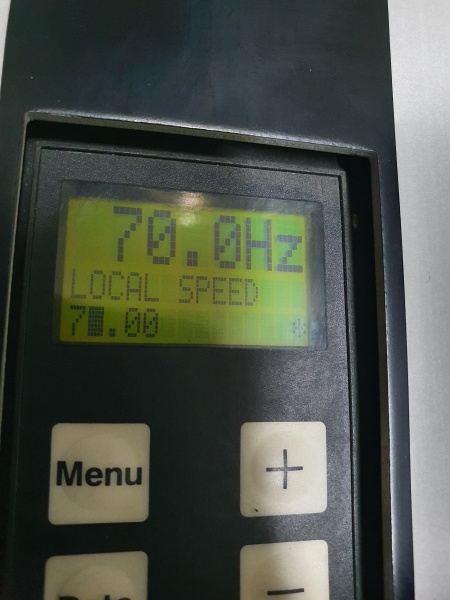 70.0Hz
LOCAL SPEED
7█.00
Menu
+
−